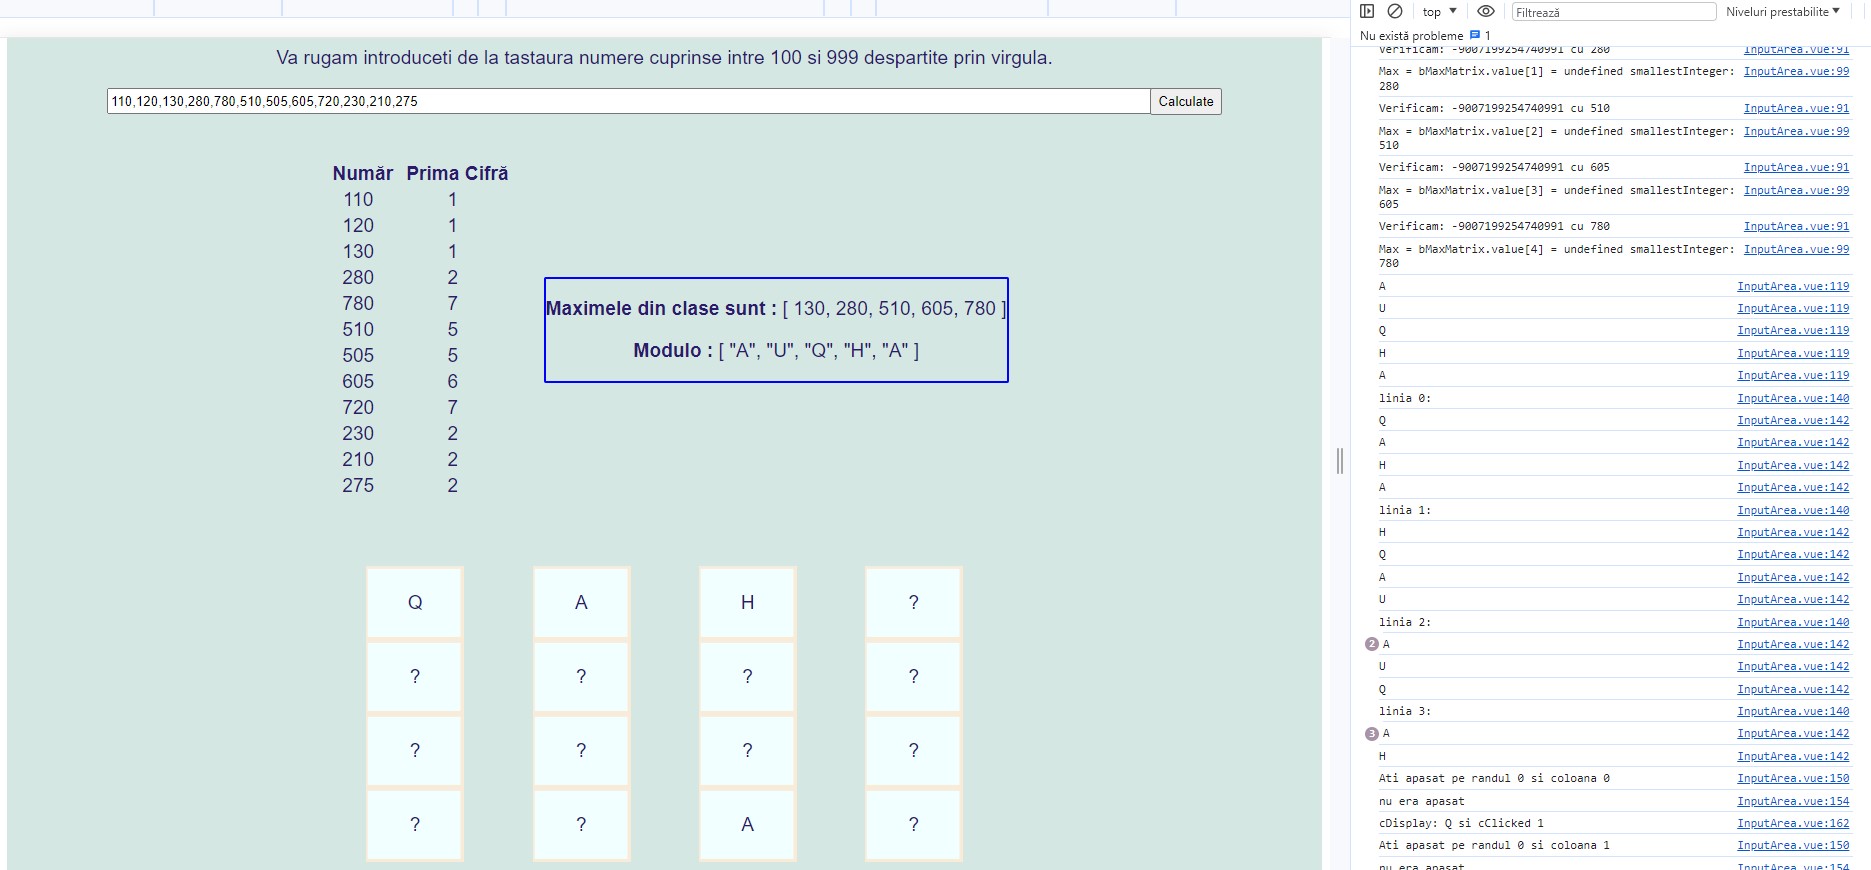 Va rugam introduceti de la tastaura numere cuprinse intre 100 si 999 despartite prin virgula.
110,120,130,280,780,510,505,605,720,230,210,275 Calculate
Număr Prima Cifră
110 1
120 1
130 1
280 2
780 7
510 5
505 5
605 6
720 7
230 2
210 2
275 2
Maximele din clase sunt : [ 130, 280, 510, 605, 780 ]
Modulo : [ "A", "U", "Q", "H", "A" ]
Q A H ?
? ? ? ?
? ? ? ?
? ? A ?
top Filtrează Niveluri prestabilite
Nu există probleme 1
Verificam: -9007199254740991 cu 280 InputArea.vue:91
Max = bMaxMatrix.value[1] = undefined smallestInteger: InputArea.vue:99
280
Verificam: -9007199254740991 cu 510 InputArea.vue:91
Max = bMaxMatrix.value[2] = undefined smallestInteger: InputArea.vue:99
510
Verificam: -9007199254740991 cu 605 InputArea.vue:91
Max = bMaxMatrix.value[3] = undefined smallestInteger: InputArea.vue:99
605
Verificam: -9007199254740991 cu 780 InputArea.vue:91
Max = bMaxMatrix.value[4] = undefined smallestInteger: InputArea.vue:99
780
A InputArea.vue:119
U InputArea.vue:119
Q InputArea.vue:119
H InputArea.vue:119
A InputArea.vue:119
linia 0: InputArea.vue:140
Q InputArea.vue:142
A InputArea.vue:142
H InputArea.vue:142
A InputArea.vue:142
linia 1: InputArea.vue:140
H InputArea.vue:142
Q InputArea.vue:142
A InputArea.vue:142
U InputArea.vue:142
linia 2: InputArea.vue:140
2 A InputArea.vue:142
U InputArea.vue:142
Q InputArea.vue:142
linia 3: InputArea.vue:140
3 A InputArea.vue:142
H InputArea.vue:142
Ati apasat pe randul 0 si coloana 0 InputArea.vue:150
nu era apasat InputArea.vue:154
cDisplay: Q si cClicked 1 InputArea.vue:162
Ati apasat pe randul 0 si coloana 1 InputArea.vue:150
nu era apasat InputArea.vue:154